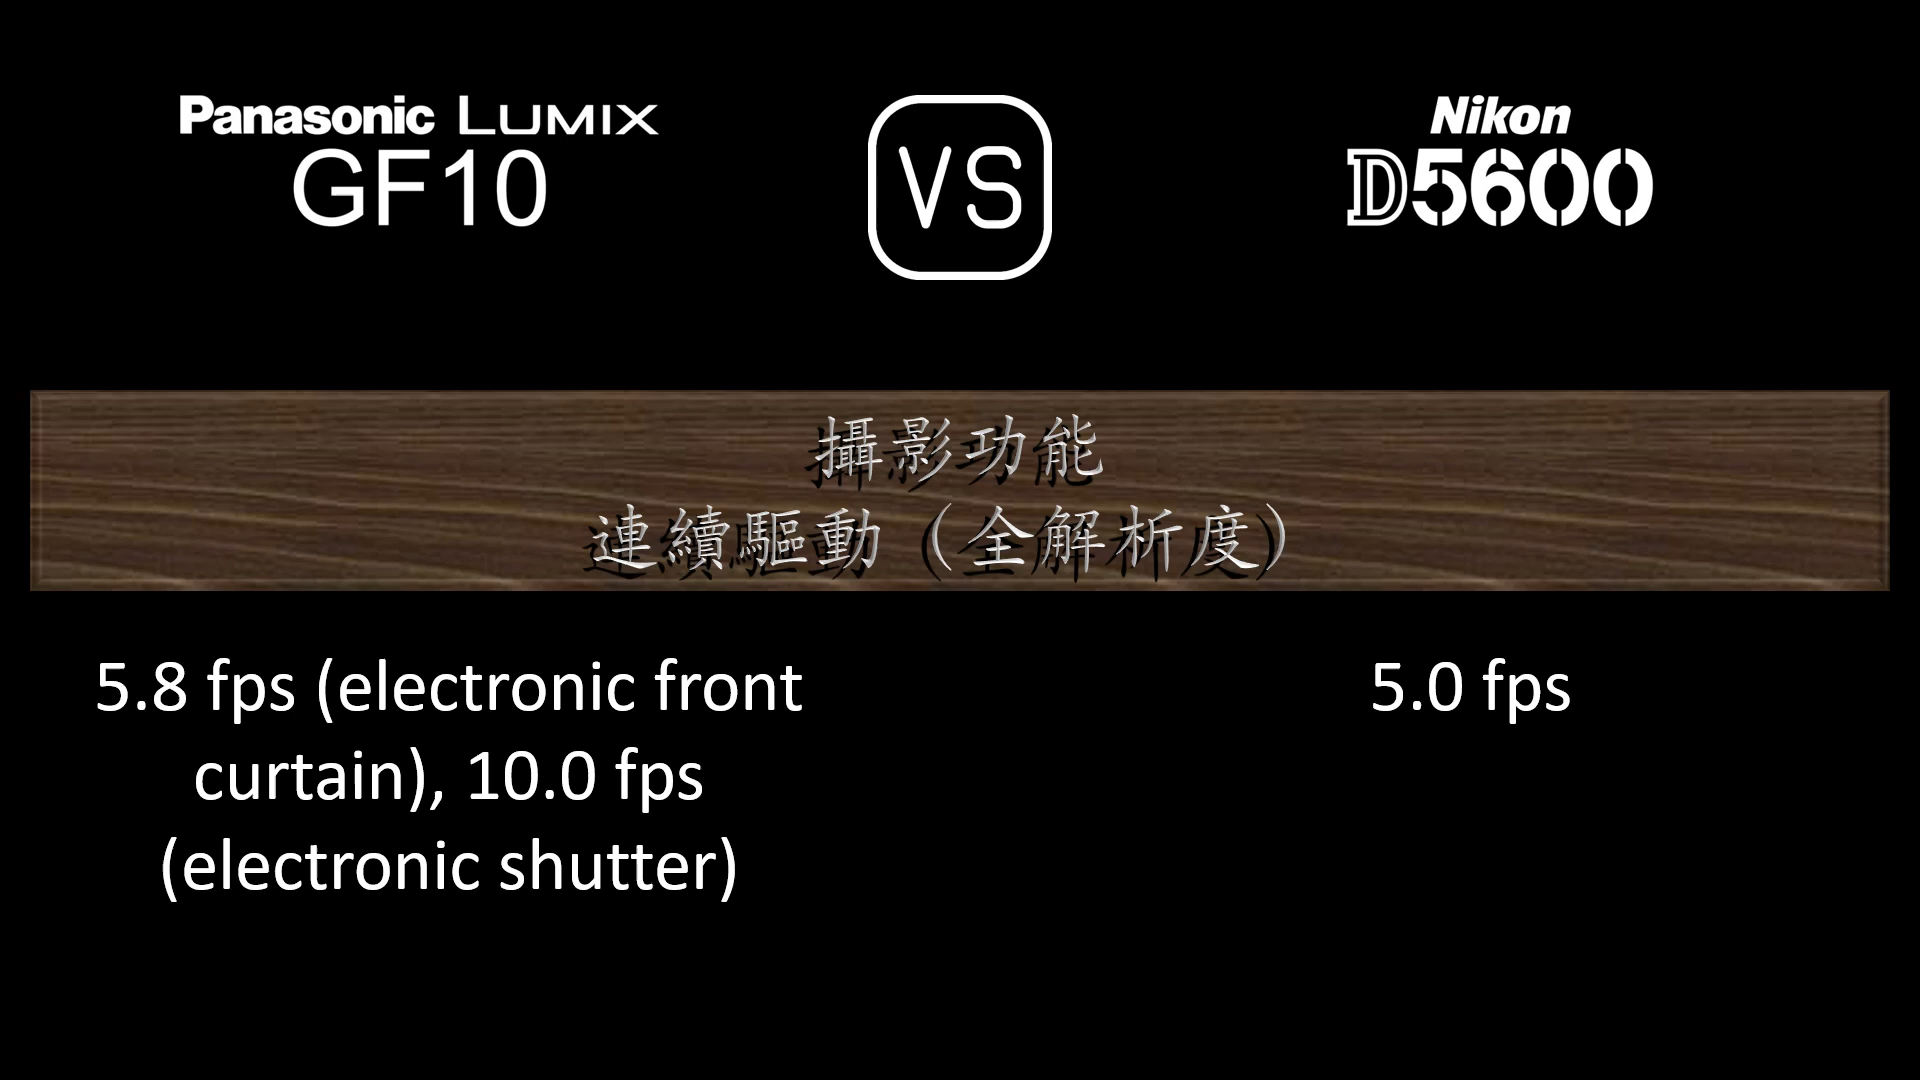 Panasonic LUMIX
GF10
VS
Nikon
D5600
攝影功能
連續驅動（全解析度）
5.8 fps (electronic front
curtain), 10.0 fps
(electronic shutter)
5.0 fps